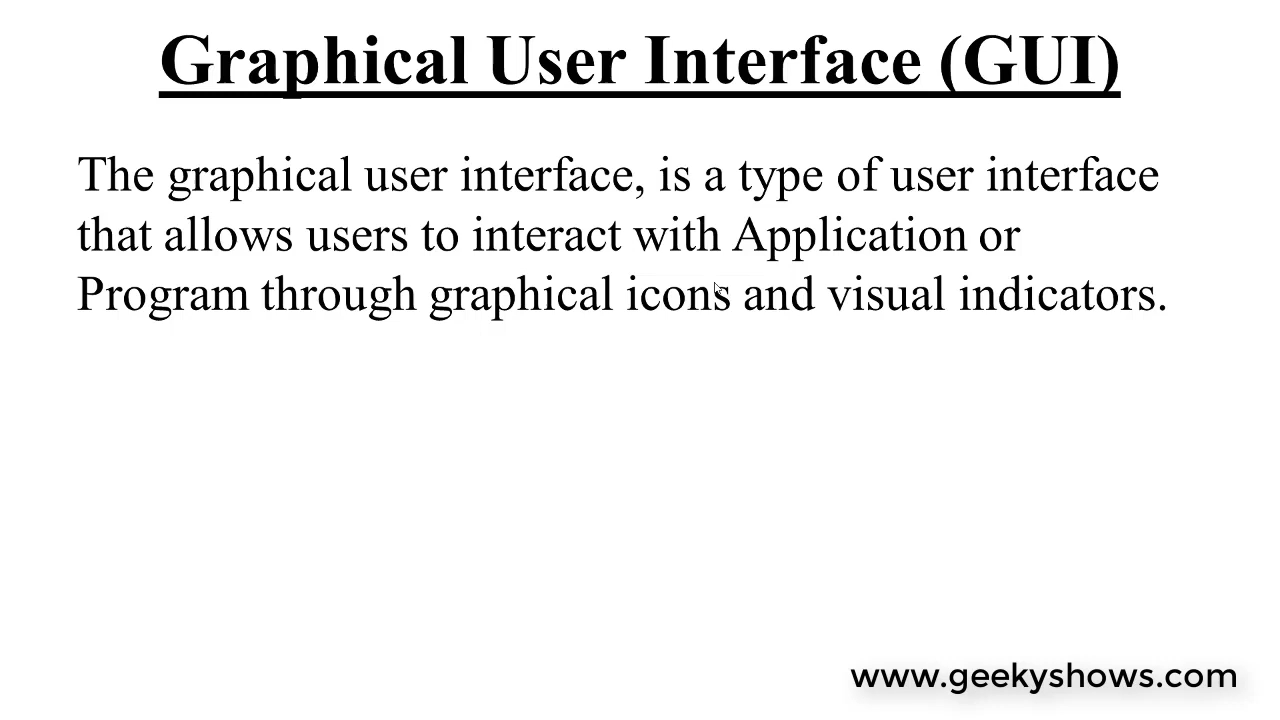 Graphical User Interface (GUI)
The graphical user interface, is a type of user interface
that allows users to interact with Application or
Program through graphical icons and visual indicators.
www.geekyshows.com